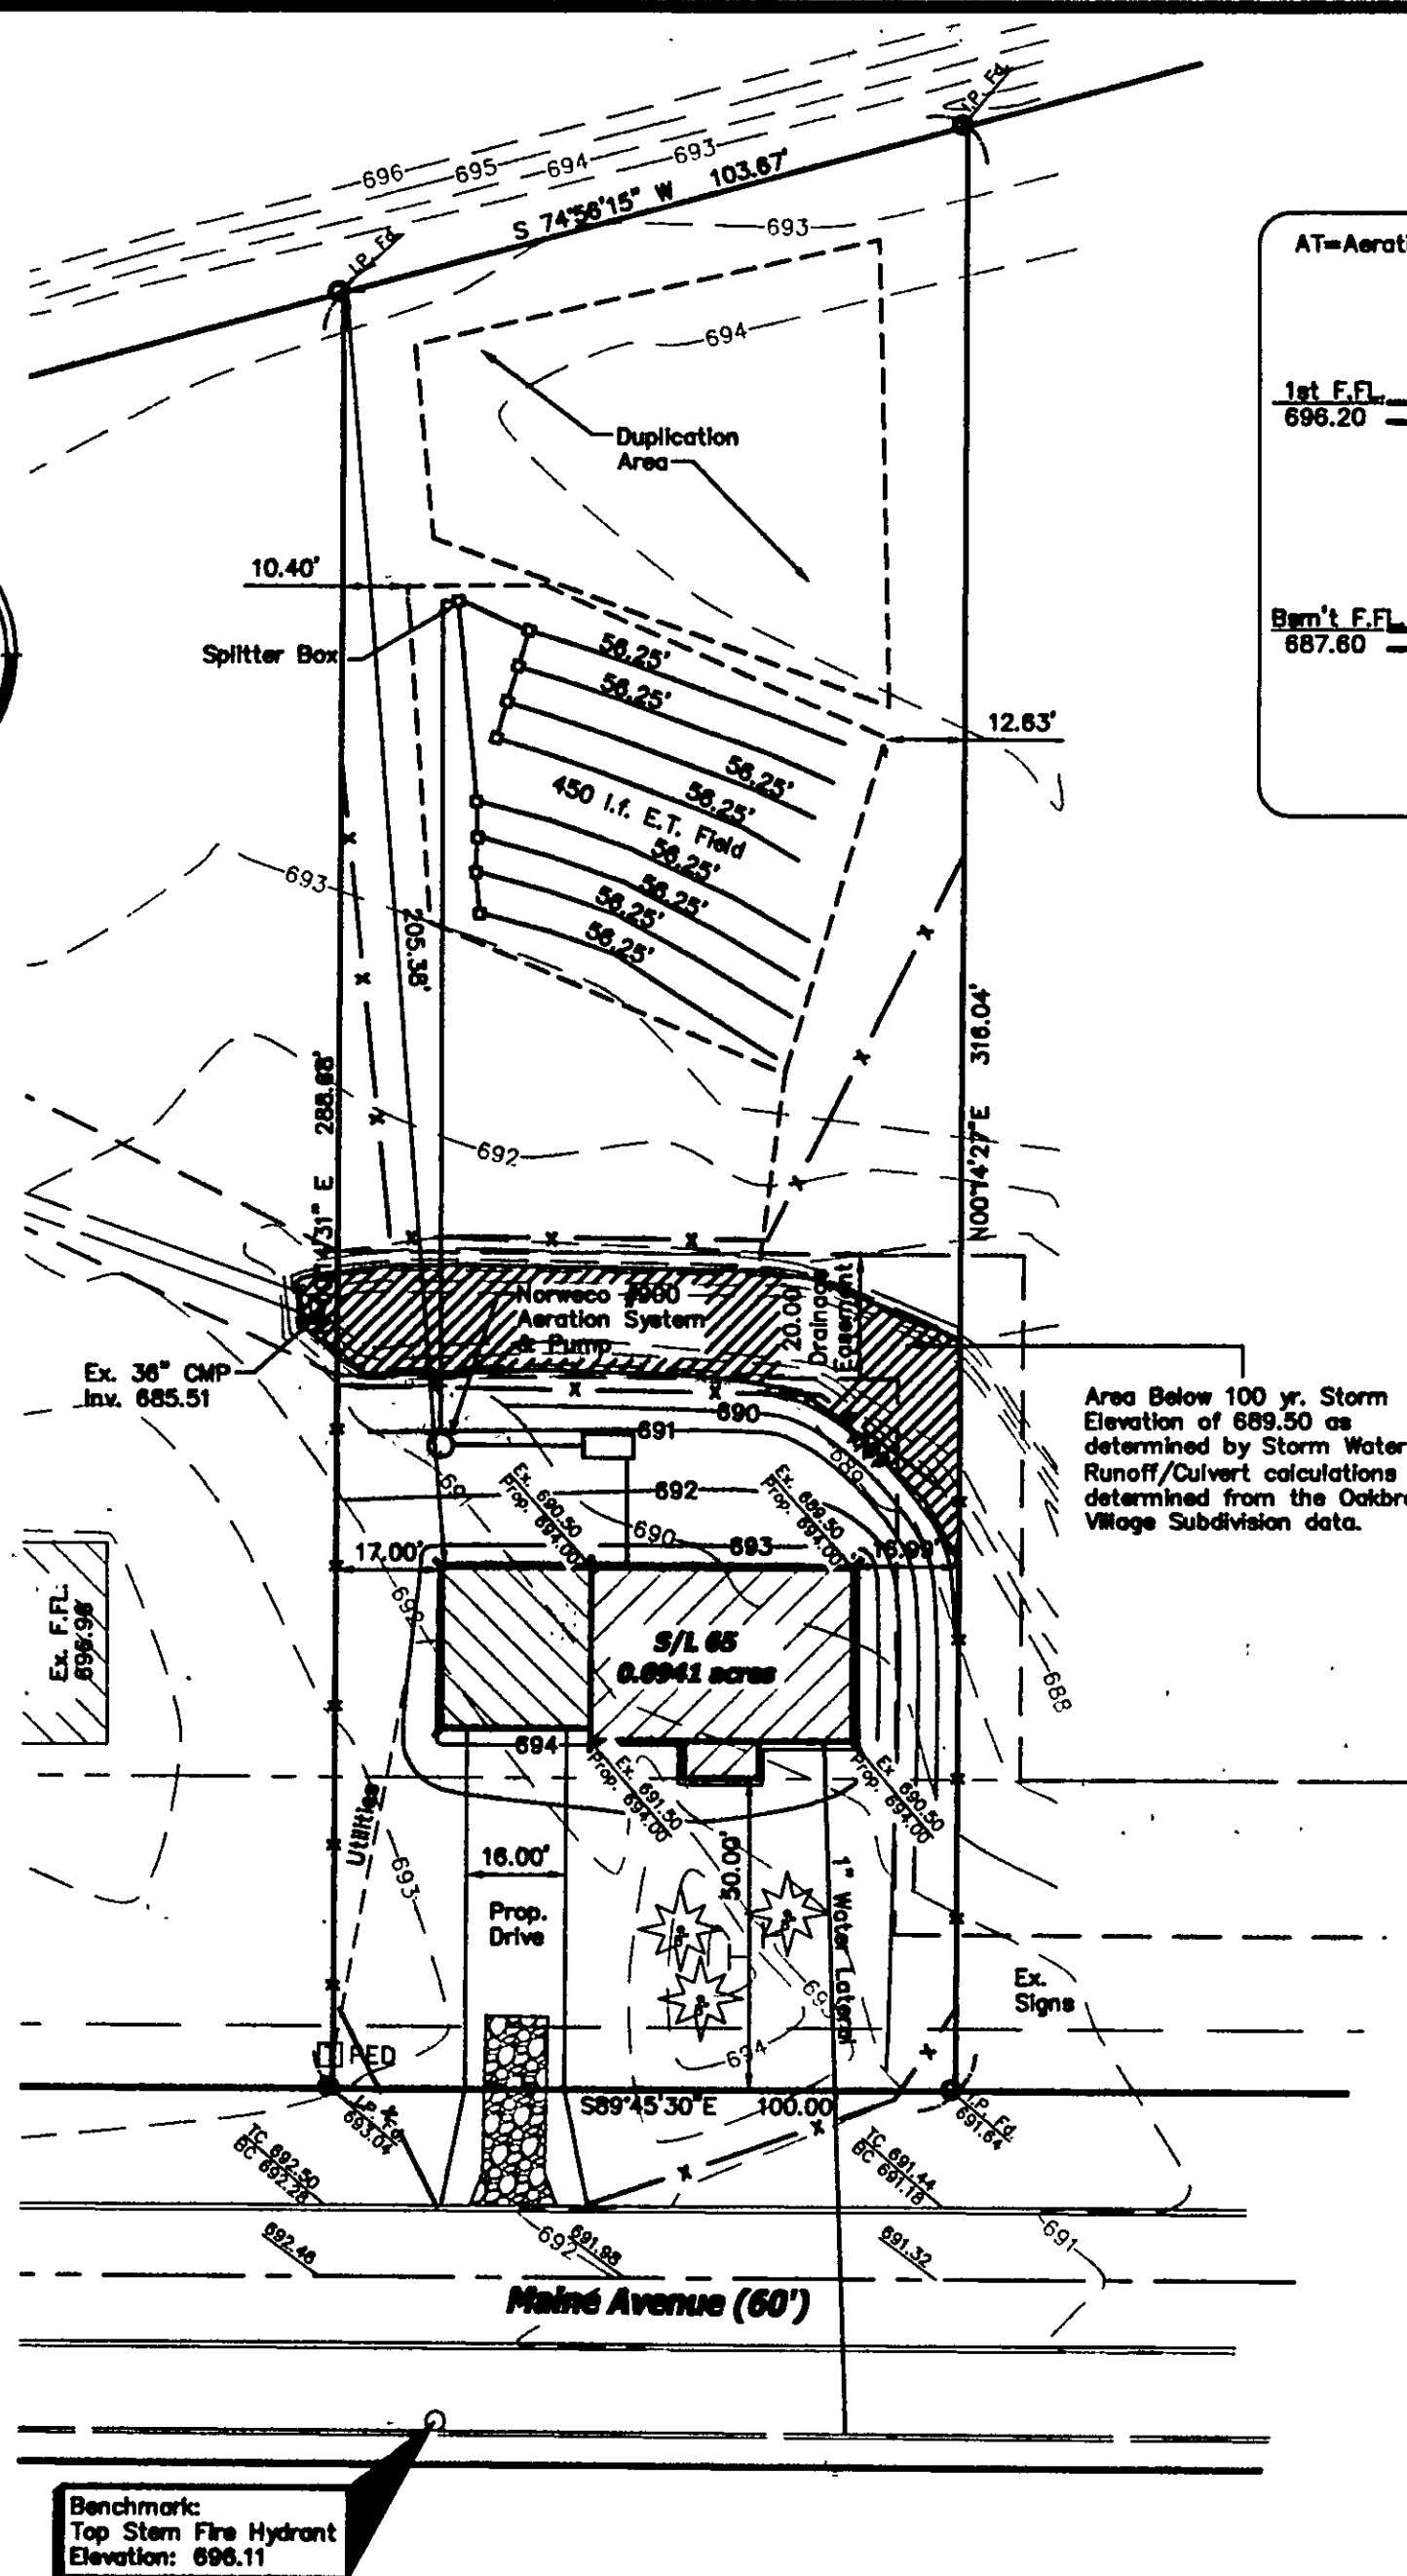 I.P. Fd.
696
695
694
693
S 74°56'15" W 103.67'
693
I.P. Fd.
AT=Aerati
694
1st F.FL.
696.20
Duplication
Area
10.40'
Splitter Box
Bsm't F.FL.
687.60
56.25'
56.25'
12.63'
56.25'
56.25'
450 l.f. E.T. Field
56.25'
56.25'
56.25'
56.25'
693
205.38'
316.04'
N00°14'27"E
692
31" E
Norweco
Aeration System
& Pump
20.00'
Drainage
Easement
Ex. 36" CMP
Inv. 685.51
Area Below 100 yr. Storm
Elevation of 689.50 as
determined by Storm Water
Runoff/Culvert calculations
determined from the Oakbro
Village Subdivision data.
690
691
689
691
692
Ex. 690.50
Prop. 694.00
Ex. 689.50
Prop. 694.00
690
693
17.00'
16.99'
692
Ex. F.FL.
696.96
S/L 65
0.6941 acres
688
694
Ex. 691.50
Prop. 694.00
Ex. 690.50
Prop. 694.00
Utilities
693
16.00'
50.00'
1" Water Lateral
Prop.
Drive
693
Ex.
Signs
694
PED
S89°45'30"E 100.00
I.P. Fd.
693.04
I.P. Fd.
691.64
TC 692.50
BC 692.28
TC 691.44
BC 691.18
692.46
692
691.98
691.32
691
Maine Avenue (60')
Benchmark:
Top Stem Fire Hydrant
Elevation: 696.11